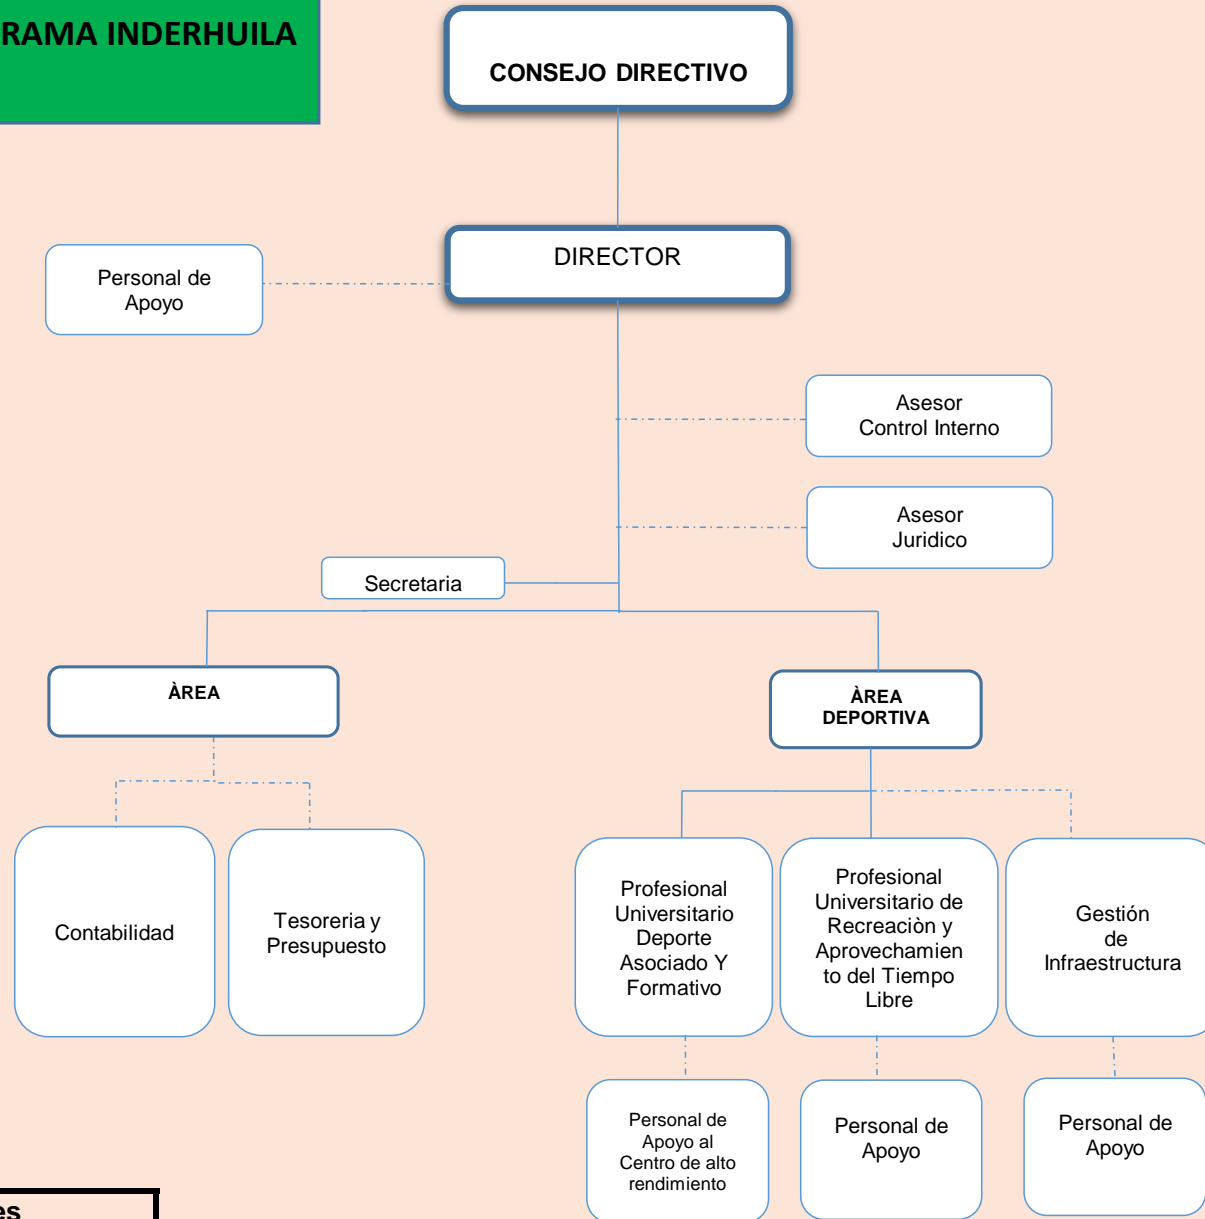 RAMA INDERHUILA
CONSEJO DIRECTIVO
DIRECTOR
Personal de
Apoyo
Asesor
Control Interno
Asesor
Juridico
Secretaria
ÀREA
ÀREA
DEPORTIVA
Contabilidad
Tesoreria y
Presupuesto
Profesional
Universitario
Deporte
Asociado Y
Formativo
Profesional
Universitario de
Recreaciòn y
Aprovechamien
to del Tiempo
Libre
Gestión
de
Infraestructura
Personal de
Apoyo al
Centro de alto
rendimiento
Personal de
Apoyo
Personal de
Apoyo
es